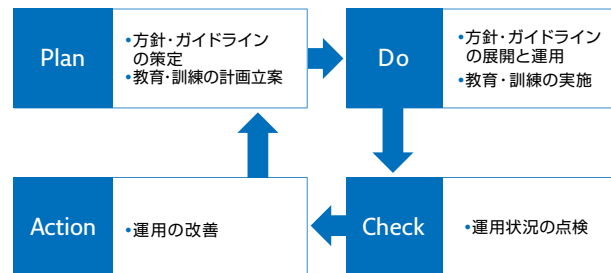 Plan
•方針・ガイドライン
の策定
•教育・訓練の計画立案
Do
•方針・ガイドライン
の展開と運用
•教育・訓練の実施
Action
•運用の改善
Check
•運用状況の点検